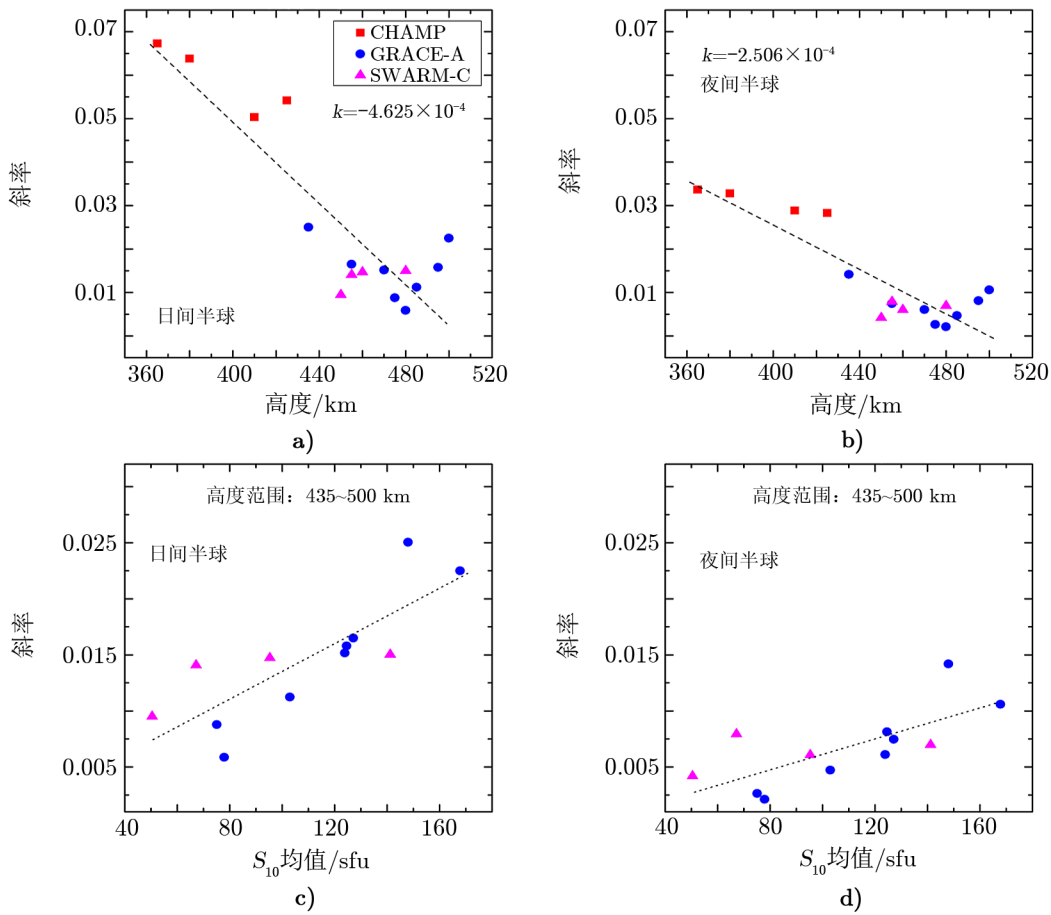 0.07
0.05
0.03
0.01
斜率
CHAMP
GRACE-A
SWARM-C
k=−4.625×10⁻⁴
日间半球
360 400 440 480 520
高度/km
a)
0.07
0.05
0.03
0.01
斜率
k=−2.506×10⁻⁴
夜间半球
360 400 440 480 520
高度/km
b)
高度范围：435~500 km
日间半球
0.025
0.015
0.005
斜率
40 80 120 160
S₁₀均值/sfu
c)
高度范围：435~500 km
夜间半球
0.025
0.015
0.005
斜率
40 80 120 160
S₁₀均值/sfu
d)